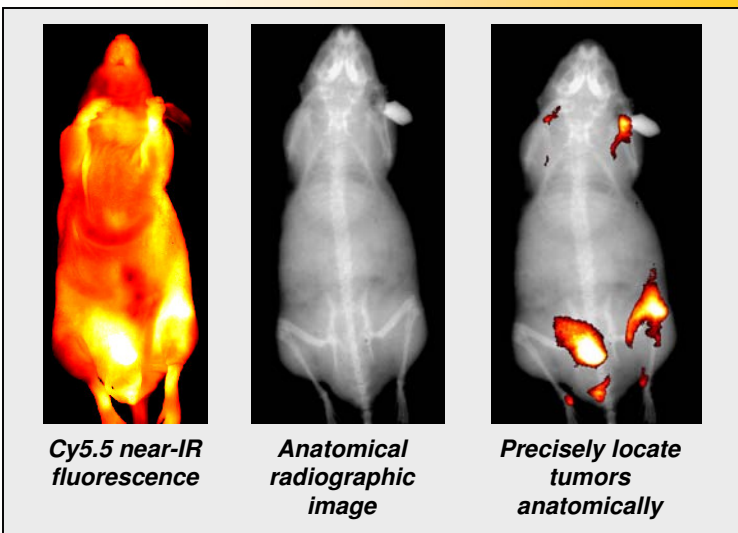 Cy5.5 near-IR
fluorescence
Anatomical
radiographic
image
Precisely locate
tumors
anatomically